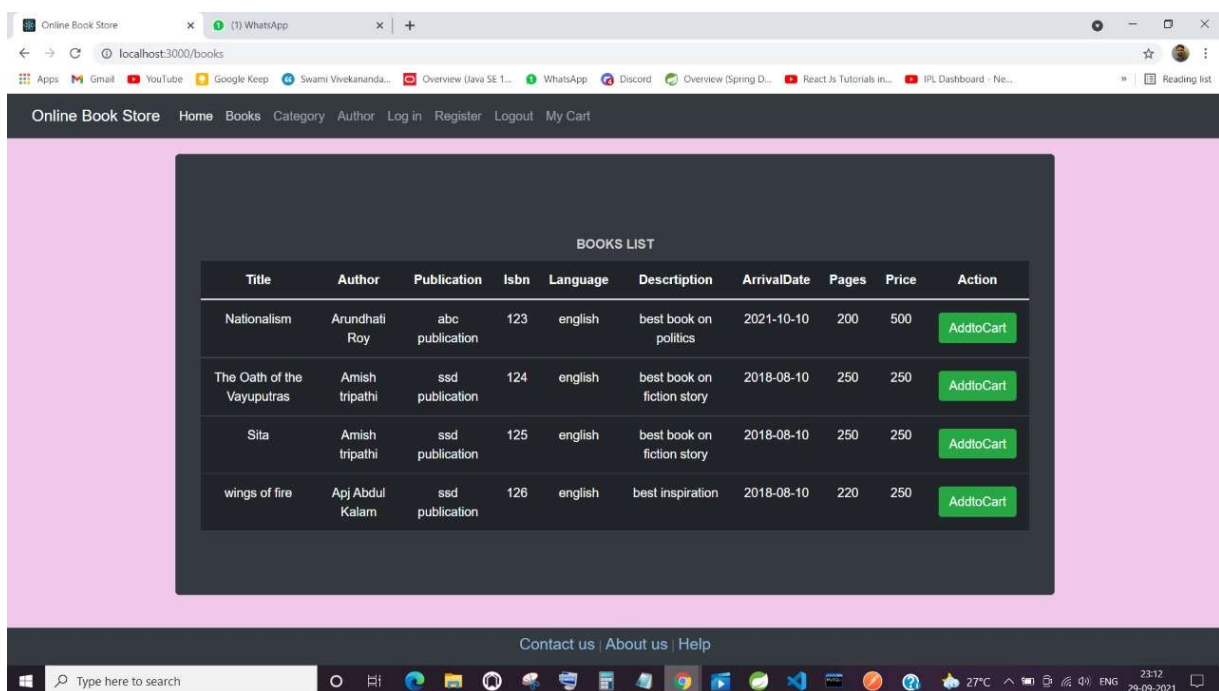 Online Book Store
(1) WhatsApp
localhost:3000/books
Apps Gmail YouTube Google Keep Swami Vivekananda... Overview (Java SE 1... WhatsApp Discord Overview (Spring D... React Js Tutorials in... IPL Dashboard - Ne... » Reading list
Online Book Store Home Books Category Author Log in Register Logout My Cart
BOOKS LIST
Title Author Publication Isbn Language Descrtiption ArrivalDate Pages Price Action
Nationalism Arundhati abc 123 english best book on 2021-10-10 200 500 AddtoCart
Roy publication politics
The Oath of the Amish ssd 124 english best book on 2018-08-10 250 250 AddtoCart
Vayuputras tripathi publication fiction story
Sita Amish ssd 125 english best book on 2018-08-10 250 250 AddtoCart
tripathi publication fiction story
wings of fire Apj Abdul ssd 126 english best inspiration 2018-08-10 220 250 AddtoCart
Kalam publication
Contact us | About us | Help
Type here to search 27°C ENG 23:12
29-09-2021